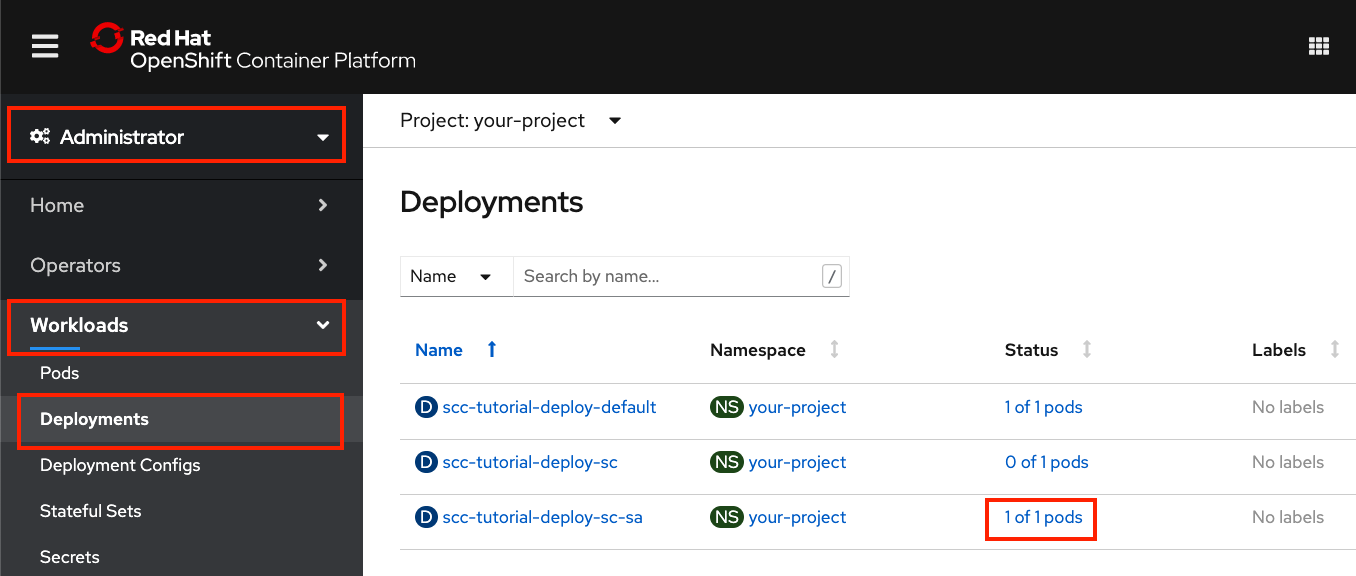 Red Hat
OpenShift Container Platform
Administrator
Home
Operators
Workloads
Pods
Deployments
Deployment Configs
Stateful Sets
Secrets
Project: your-project
Deployments
Name Search by name... /
Name Namespace Status Labels
D scc-tutorial-deploy-default NS your-project 1 of 1 pods No labels
D scc-tutorial-deploy-sc NS your-project 0 of 1 pods No labels
D scc-tutorial-deploy-sc-sa NS your-project 1 of 1 pods No labels